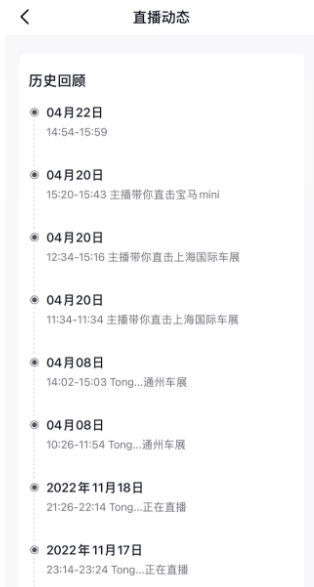 直播动态
历史回顾
04月22日
14:54-15:59
04月20日
15:20-15:43 主播带你直击宝马mini
04月20日
12:34-15:16 主播带你直击上海国际车展
04月20日
11:34-11:34 主播带你直击上海国际车展
04月08日
14:02-15:03 Tong...通州车展
04月08日
10:26-11:54 Tong...通州车展
2022年11月18日
21:26-22:14 Tong...正在直播
2022年11月17日
23:14-23:24 Tong...正在直播